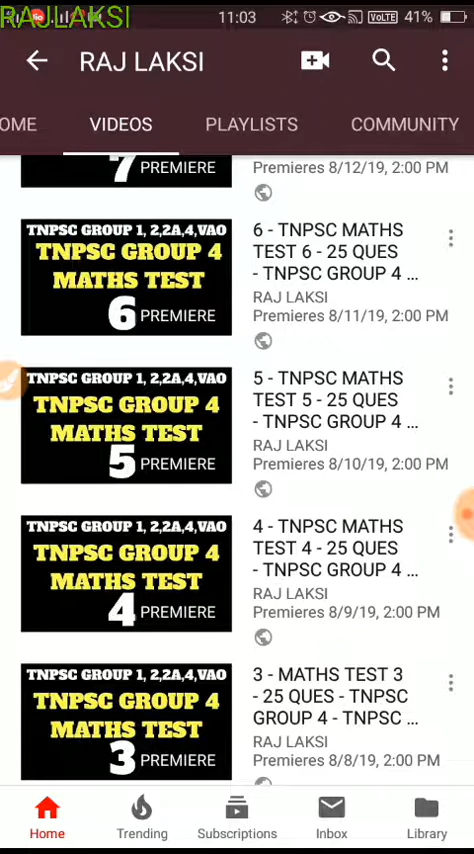 RAJLAKSI
11:03
VoLTE 41%
RAJ LAKSI
OME VIDEOS PLAYLISTS COMMUNITY
7 PREMIERE
Premieres 8/12/19, 2:00 PM
TNPSC GROUP 1, 2,2A,4,VAO
TNPSC GROUP 4
MATHS TEST
6 PREMIERE
6 - TNPSC MATHS
TEST 6 - 25 QUES
- TNPSC GROUP 4 ...
RAJ LAKSI
Premieres 8/11/19, 2:00 PM
TNPSC GROUP 1, 2,2A,4,VAO
TNPSC GROUP 4
MATHS TEST
5 PREMIERE
5 - TNPSC MATHS
TEST 5 - 25 QUES
- TNPSC GROUP 4 ...
RAJ LAKSI
Premieres 8/10/19, 2:00 PM
TNPSC GROUP 1, 2,2A,4,VAO
TNPSC GROUP 4
MATHS TEST
4 PREMIERE
4 - TNPSC MATHS
TEST 4 - 25 QUES
- TNPSC GROUP 4 ...
RAJ LAKSI
Premieres 8/9/19, 2:00 PM
TNPSC GROUP 1, 2,2A,4,VAO
TNPSC GROUP 4
MATHS TEST
3 PREMIERE
3 - MATHS TEST 3
- 25 QUES - TNPSC
GROUP 4 - TNPSC ...
RAJ LAKSI
Premieres 8/8/19, 2:00 PM
Home Trending Subscriptions Inbox Library